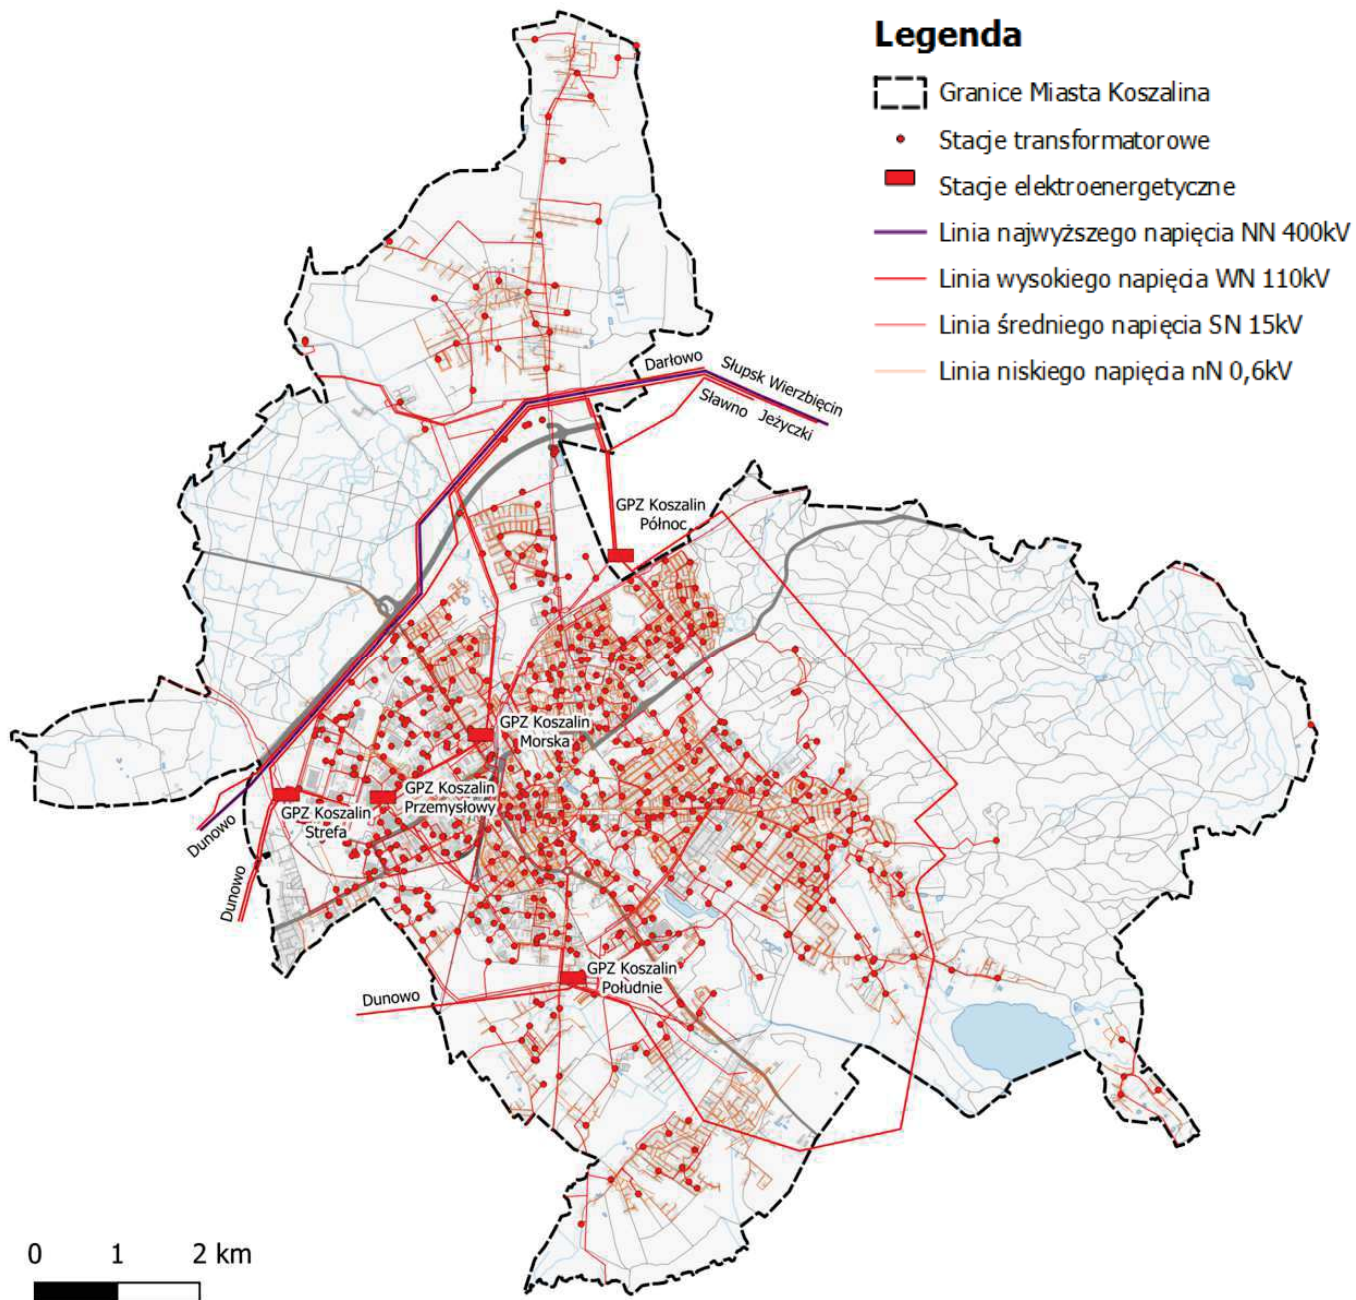 Legenda
Granice Miasta Koszalina
Stacje transformatorowe
Stacje elektroenergetyczne
Linia najwyższego napięcia NN 400kV
Linia wysokiego napięcia WN 110kV
Linia średniego napięcia SN 15kV
Linia niskiego napięcia nN 0,6kV
Darłowo
Słupsk Wierzbięcin
Sławno Jeżyczki
GPZ Koszalin
Północ
GPZ Koszalin
Morska
GPZ Koszalin
Przemysłowy
GPZ Koszalin
Strefa
Dunowo
Dunowo
GPZ Koszalin
Południe
Dunowo
0 1 2 km